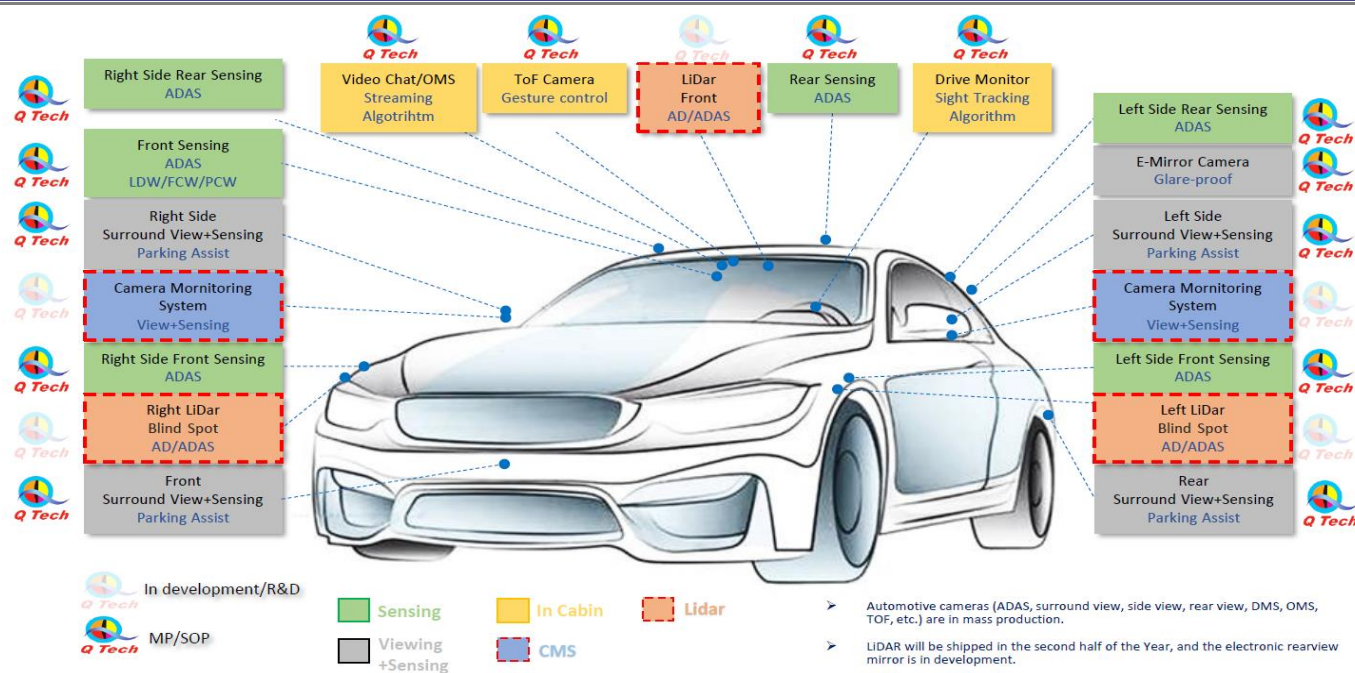 Q Tech
Q Tech
Q Tech
Q Tech
Q Tech
Video Chat/OMS
Streaming
Algotrihtm
ToF Camera
Gesture control
LiDar
Front
AD/ADAS
Rear Sensing
ADAS
Drive Monitor
Sight Tracking
Algorithm
Q Tech
Right Side Rear Sensing
ADAS
Q Tech
Front Sensing
ADAS
LDW/FCW/PCW
Q Tech
Right Side
Surround View+Sensing
Parking Assist
Q Tech
Camera Mornitoring
System
View+Sensing
Q Tech
Right Side Front Sensing
ADAS
Q Tech
Right LiDar
Blind Spot
AD/ADAS
Q Tech
Front
Surround View+Sensing
Parking Assist
Left Side Rear Sensing
ADAS
Q Tech
E-Mirror Camera
Glare-proof
Q Tech
Left Side
Surround View+Sensing
Parking Assist
Q Tech
Camera Mornitoring
System
View+Sensing
Q Tech
Left Side Front Sensing
ADAS
Q Tech
Left LiDar
Blind Spot
AD/ADAS
Q Tech
Rear
Surround View+Sensing
Parking Assist
Q Tech
Q Tech
In development/R&D
Q Tech
MP/SOP
Sensing
In Cabin
Lidar
Viewing
+Sensing
CMS
➢ Automotive cameras (ADAS, surround view, side view, rear view, DMS, OMS,
TOF, etc.) are in mass production.
➢ LiDAR will be shipped in the second half of the Year, and the electronic rearview
mirror is in development.